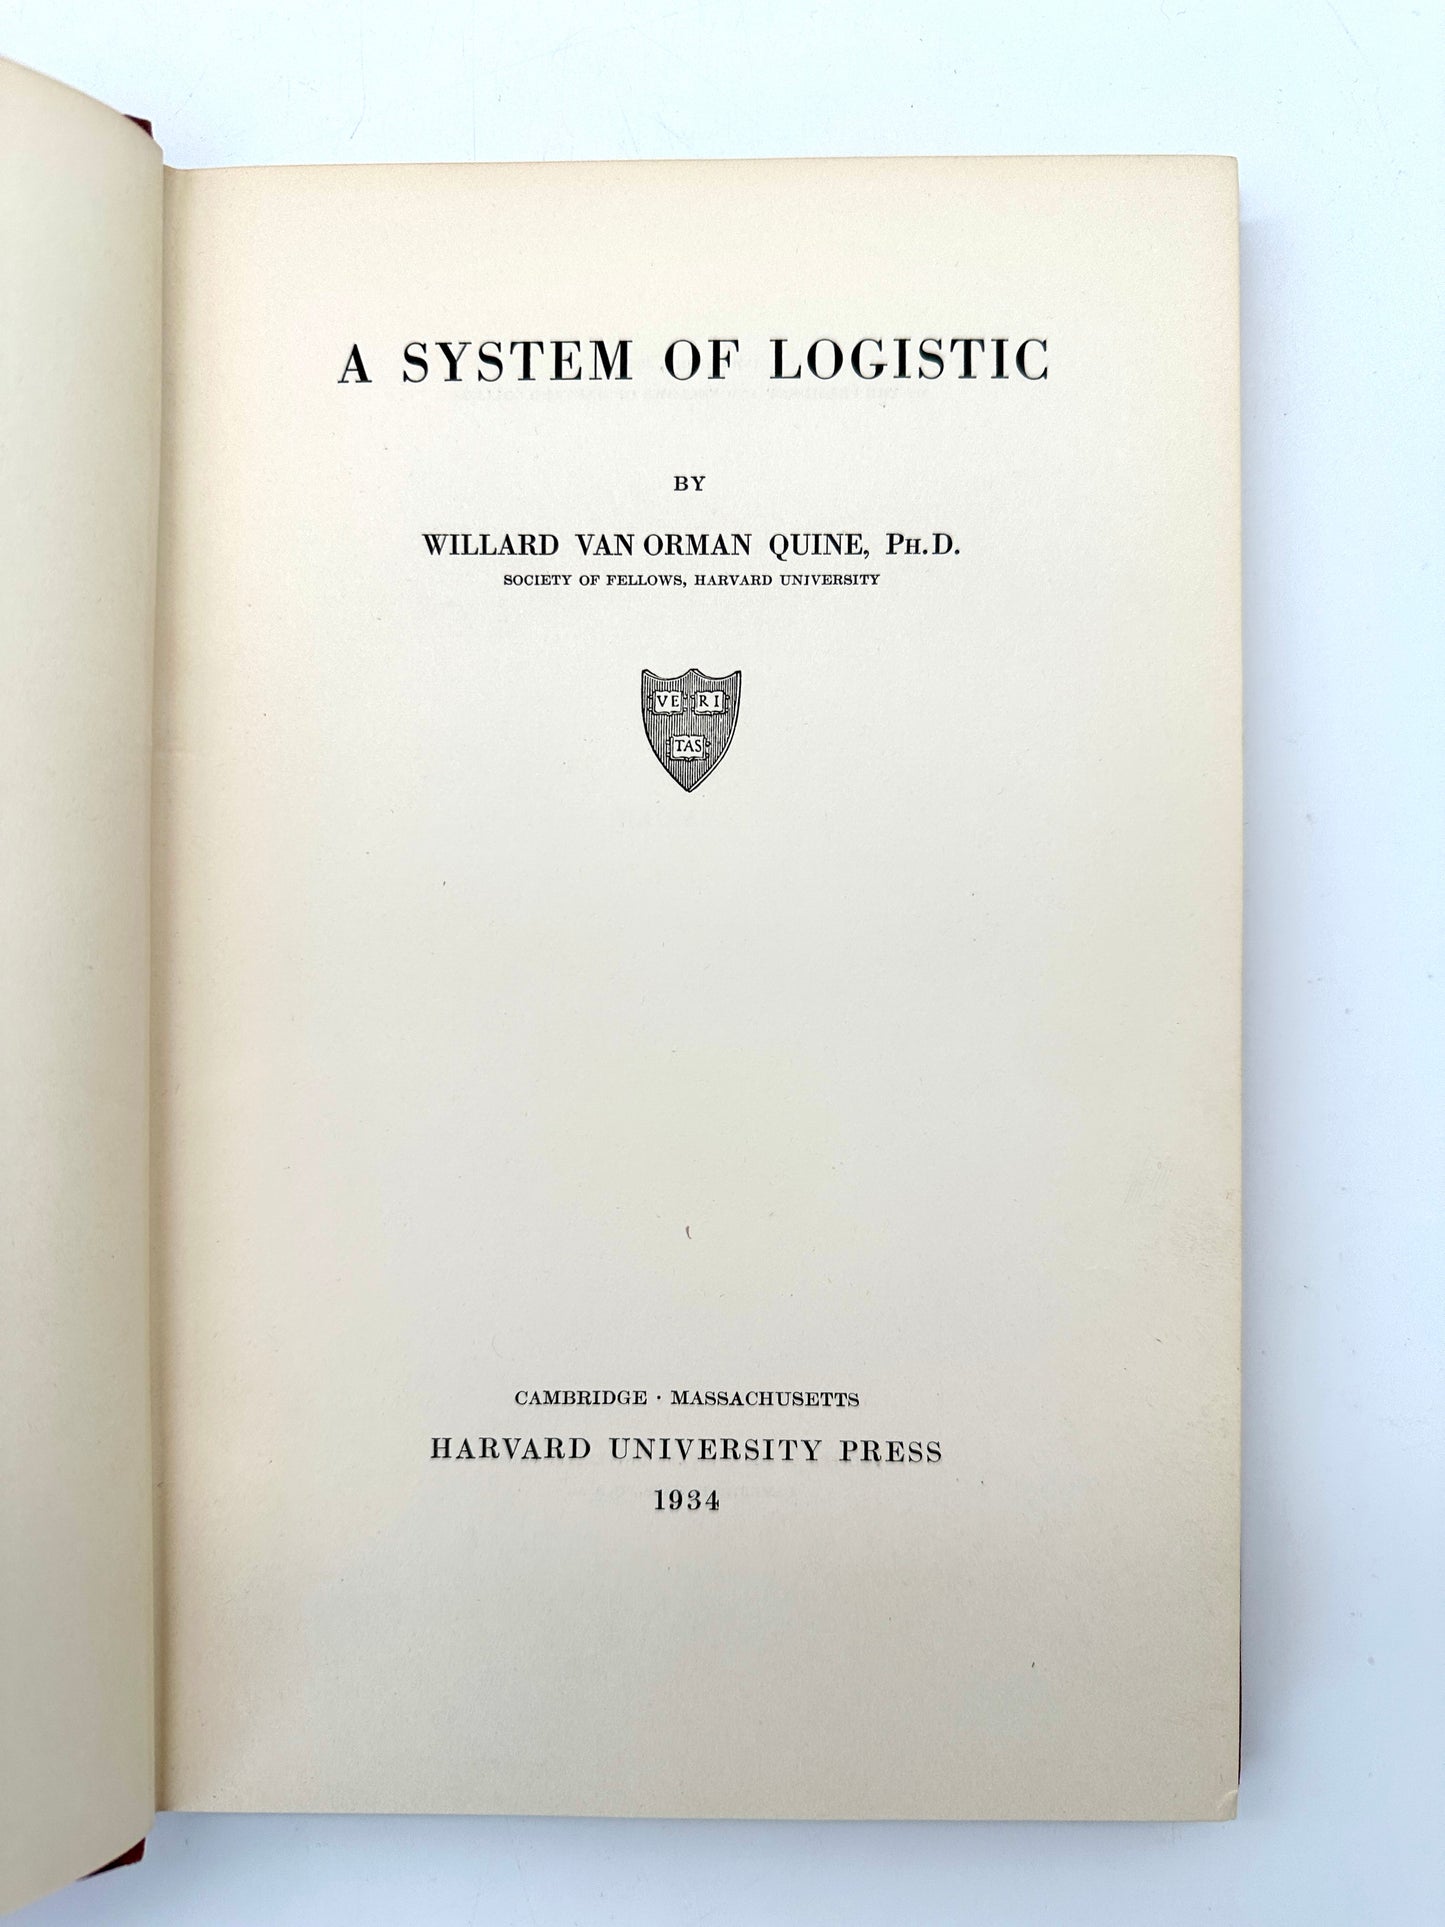 A SYSTEM OF LOGISTIC
BY
WILLARD VAN ORMAN QUINE, PH.D.
SOCIETY OF FELLOWS, HARVARD UNIVERSITY
VE RI
TAS
CAMBRIDGE · MASSACHUSETTS
HARVARD UNIVERSITY PRESS
1934